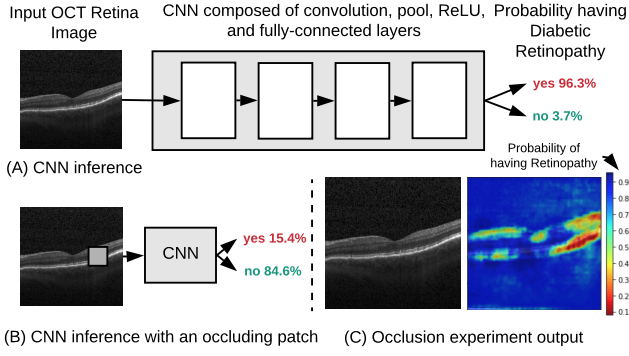 Input OCT Retina
Image
CNN composed of convolution, pool, ReLU,
and fully-connected layers
Probability having
Diabetic
Retinopathy
yes 96.3%
no 3.7%
(A) CNN inference
Probability of
having Retinopathy
CNN
yes 15.4%
no 84.6%
0.9
0.8
0.7
0.6
0.5
0.4
0.3
0.2
0.1
(B) CNN inference with an occluding patch
(C) Occlusion experiment output